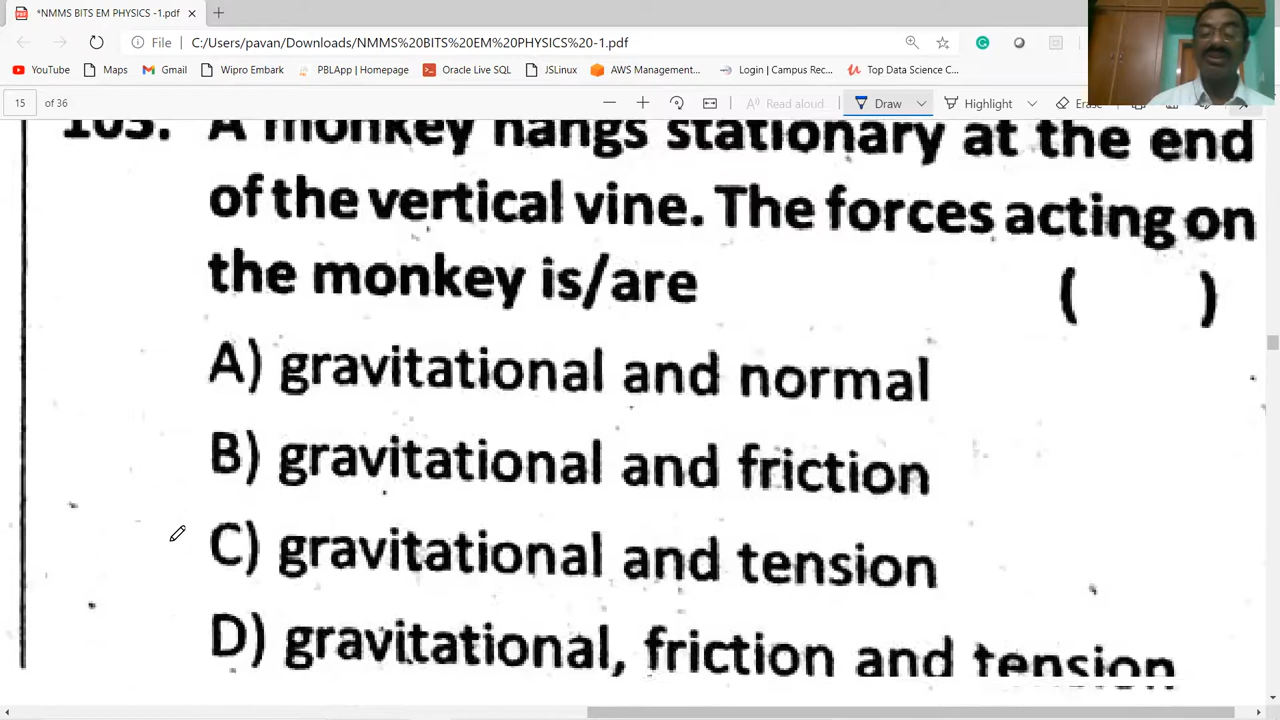 *NMMS BITS EM PHYSICS -1.pdf
File C:/Users/pavan/Downloads/NMMS%20BITS%20EM%20PHYSICS%20-1.pdf
YouTube Maps Gmail Wipro Embark PBLApp | Homepage Oracle Live SQL JSLinux AWS Management... Login | Campus Rec... Top Data Science C...
15 of 36 Read aloud Draw Highlight Erase
103. A monkey hangs stationary at the end
of the vertical vine. The forces acting on
the monkey is/are ( )
A) gravitational and normal
B) gravitational and friction
C) gravitational and tension
D) gravitational, friction and tension